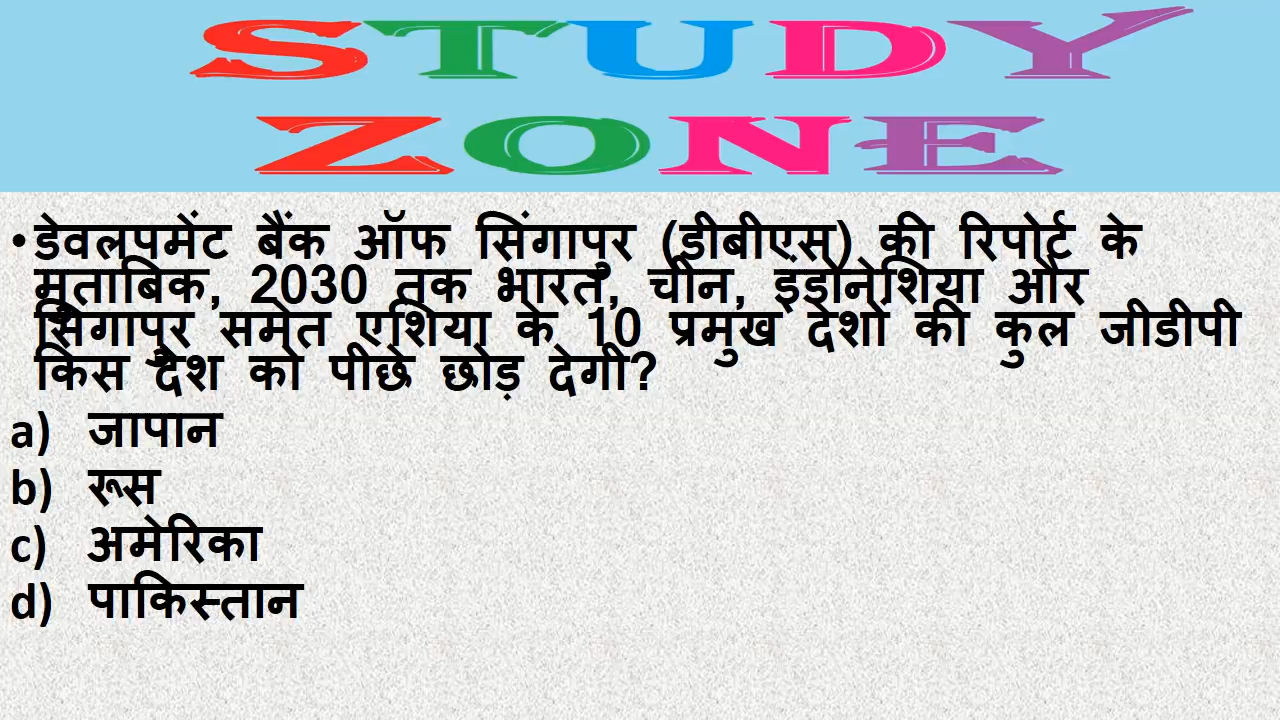 STUDY
ZONE
•डेवलपमेंट बैंक ऑफ सिंगापुर (डीबीएस) की रिपोर्ट के
मुताबिक, 2030 तक भारत, चीन, इंडोनेशिया और
सिंगापुर समेत एशिया के 10 प्रमुख देशों की कुल जीडीपी
किस देश को पीछे छोड़ देगी?
a) जापान
b) रूस
c) अमेरिका
d) पाकिस्तान